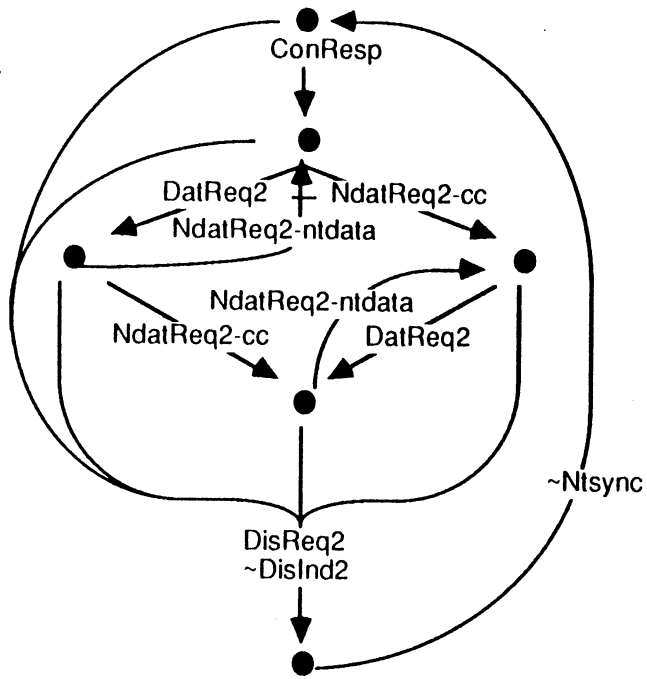 ConResp
DatReq2
NdatReq2-cc
NdatReq2-ntdata
NdatReq2-ntdata
NdatReq2-cc
DatReq2
~Ntsync
DisReq2
~DisInd2